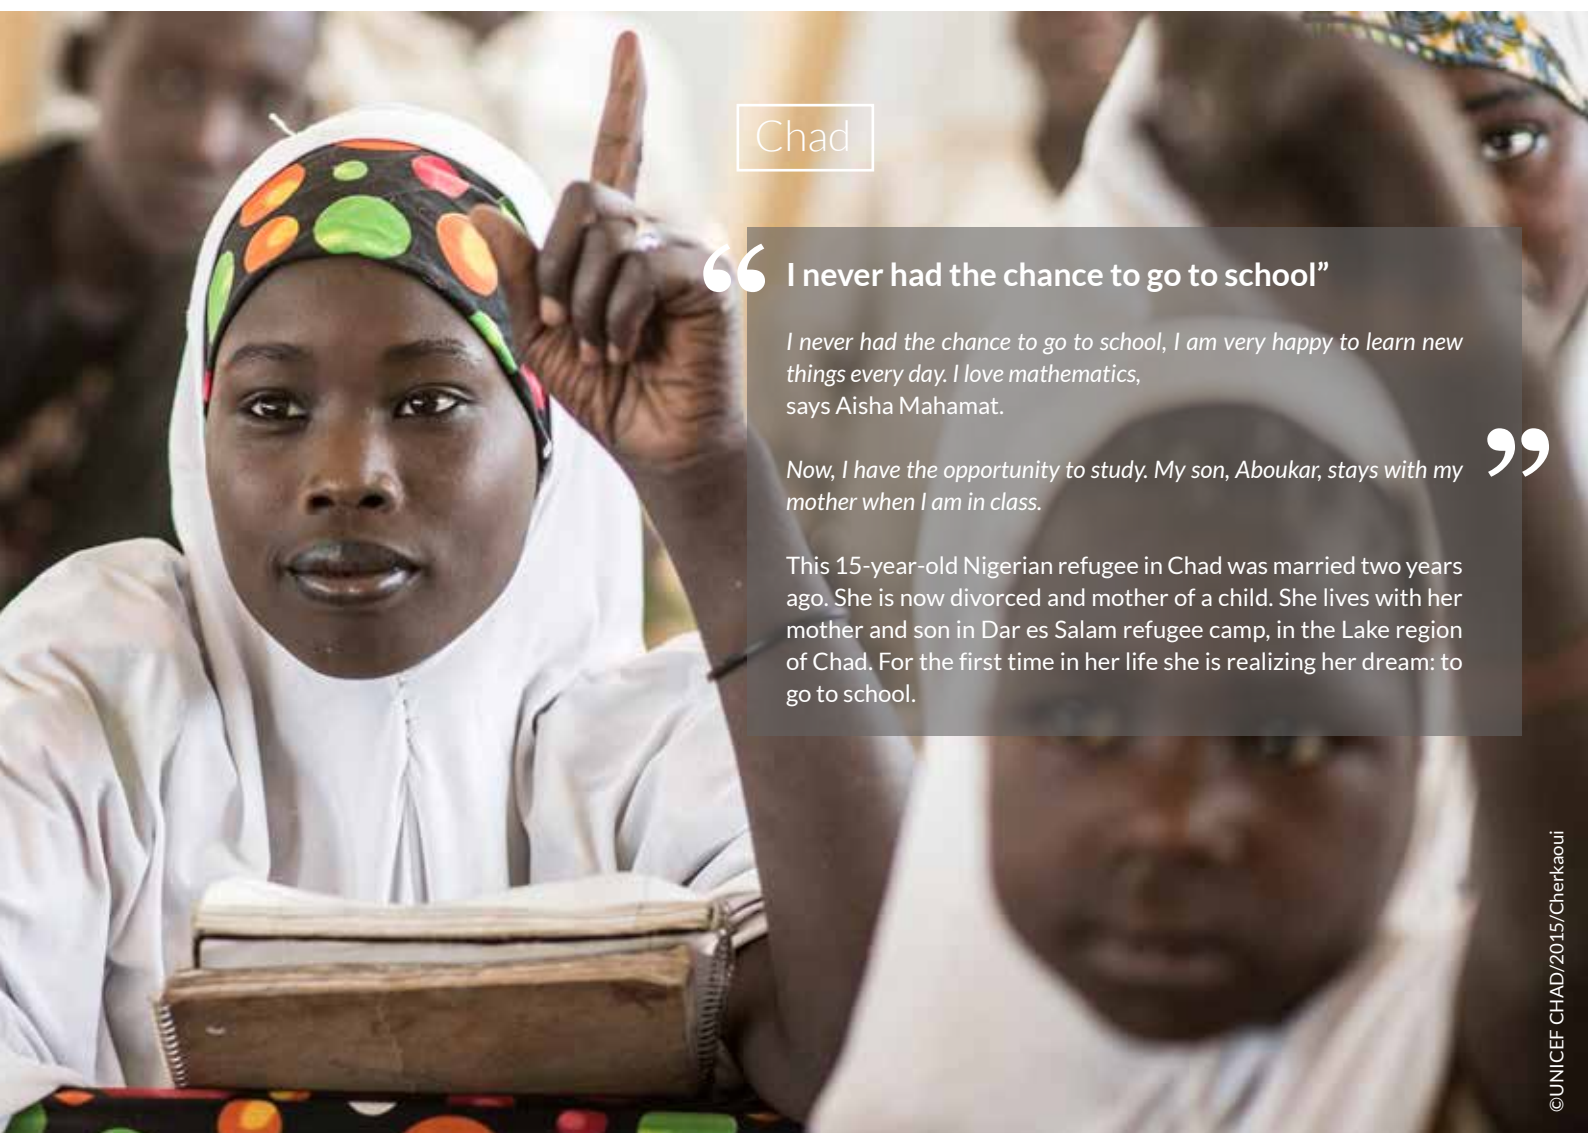 Chad
“ I never had the chance to go to school”
I never had the chance to go to school, I am very happy to learn new
things every day. I love mathematics,
says Aisha Mahamat.
Now, I have the opportunity to study. My son, Aboukar, stays with my ”
mother when I am in class.
This 15-year-old Nigerian refugee in Chad was married two years
ago. She is now divorced and mother of a child. She lives with her
mother and son in Dar es Salam refugee camp, in the Lake region
of Chad. For the first time in her life she is realizing her dream: to
go to school.
©UNICEF CHAD/2015/Cherkaoui